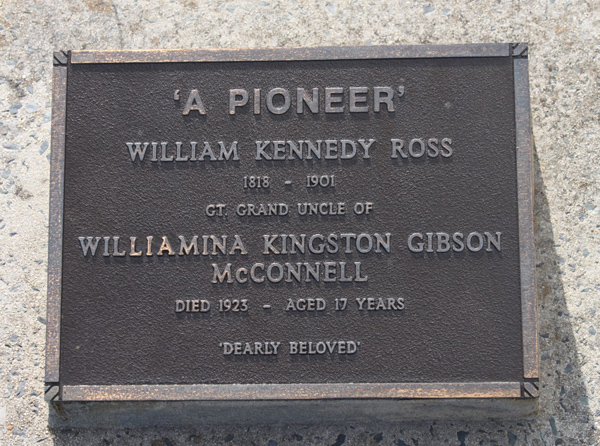 'A PIONEER'
WILLIAM KENNEDY ROSS
1818 - 1901
GT. GRAND UNCLE OF
WILLIAMINA KINGSTON GIBSON
McCONNELL
DIED 1923 - AGED 17 YEARS
'DEARLY BELOVED'